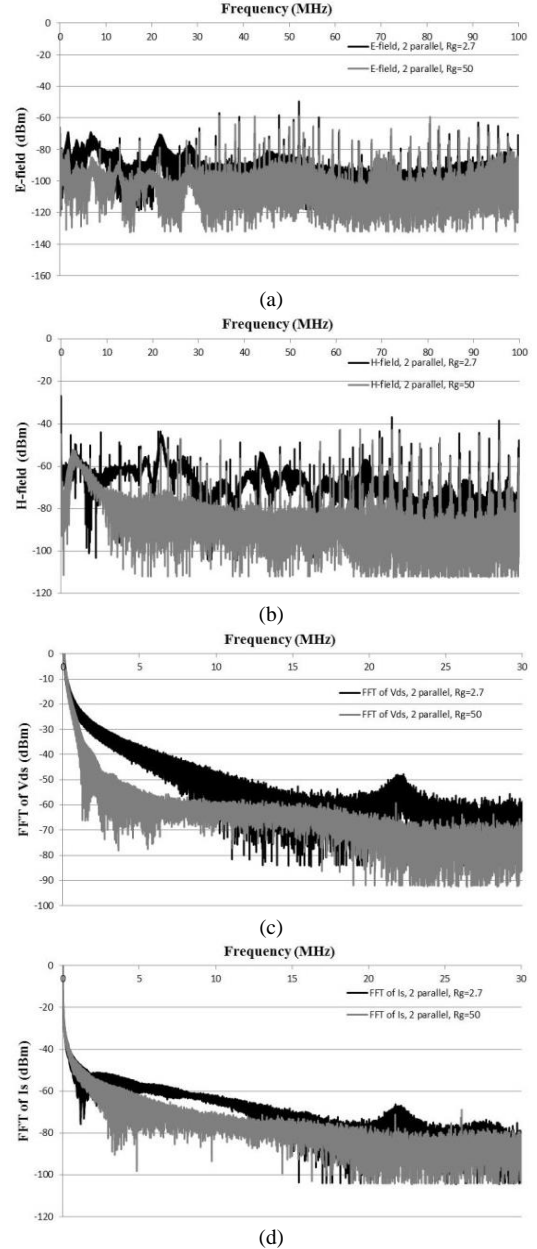 Frequency (MHz)
0 10 20 30 40 50 60 70 80 90 100
0
-20
-40
-60
-80
-100
-120
-140
-160
E-field (dBm)
E-field, 2 parallel, Rg=2.7
E-field, 2 parallel, Rg=50
(a)
Frequency (MHz)
0 10 20 30 40 50 60 70 80 90 100
0
-20
-40
-60
-80
-100
-120
H-field (dBm)
H-field, 2 parallel, Rg=2.7
H-field, 2 parallel, Rg=50
(b)
Frequency (MHz)
0 5 10 15 20 25 30
0
-10
-20
-30
-40
-50
-60
-70
-80
-90
-100
FFT of Vds (dBm)
FFT of Vds, 2 parallel, Rg=2.7
FFT of Vds, 2 parallel, Rg=50
(c)
Frequency (MHz)
0 5 10 15 20 25 30
0
-20
-40
-60
-80
-100
-120
FFT of Is (dBm)
FFT of Is, 2 parallel, Rg=2.7
FFT of Is, 2 parallel, Rg=50
(d)